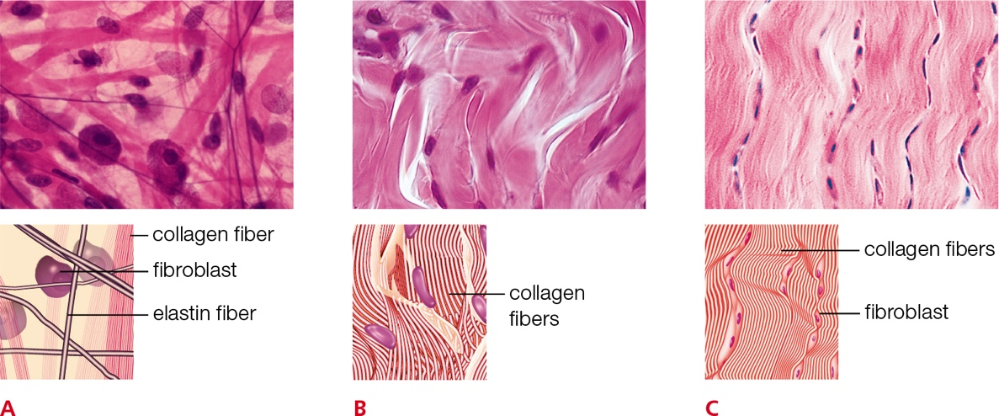 collagen fiber
fibroblast
elastin fiber
collagen
fibers
collagen fibers
fibroblast
A
B
C